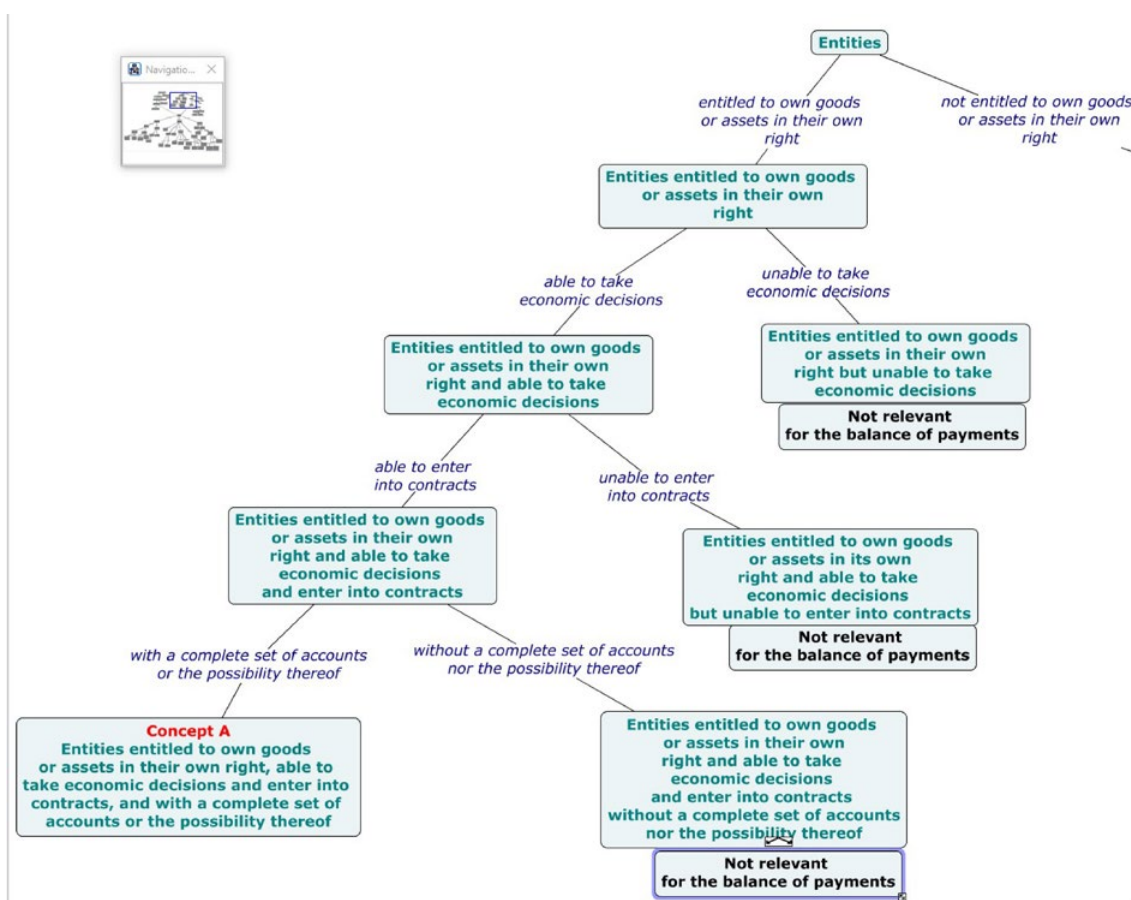 Navigatio...
Entities
entitled to own goods
or assets in their own
right
not entitled to own goods
or assets in their own
right
Entities entitled to own goods
or assets in their own
right
able to take
economic decisions
unable to take
economic decisions
Entities entitled to own goods
or assets in their own
right and able to take
economic decisions
Entities entitled to own goods
or assets in their own
right but unable to take
economic decisions
Not relevant
for the balance of payments
able to enter
into contracts
unable to enter
into contracts
Entities entitled to own goods
or assets in their own
right and able to take
economic decisions
and enter into contracts
Entities entitled to own goods
or assets in its own
right and able to take
economic decisions
but unable to enter into contracts
Not relevant
for the balance of payments
with a complete set of accounts
or the possibility thereof
without a complete set of accounts
nor the possibility thereof
Concept A
Entities entitled to own goods
or assets in their own right, able to
take economic decisions and enter into
contracts, and with a complete set of
accounts or the possibility thereof
Entities entitled to own goods
or assets in their own
right and able to take
economic decisions
and enter into contracts
without a complete set of accounts
nor the possibility thereof
Not relevant
for the balance of payments